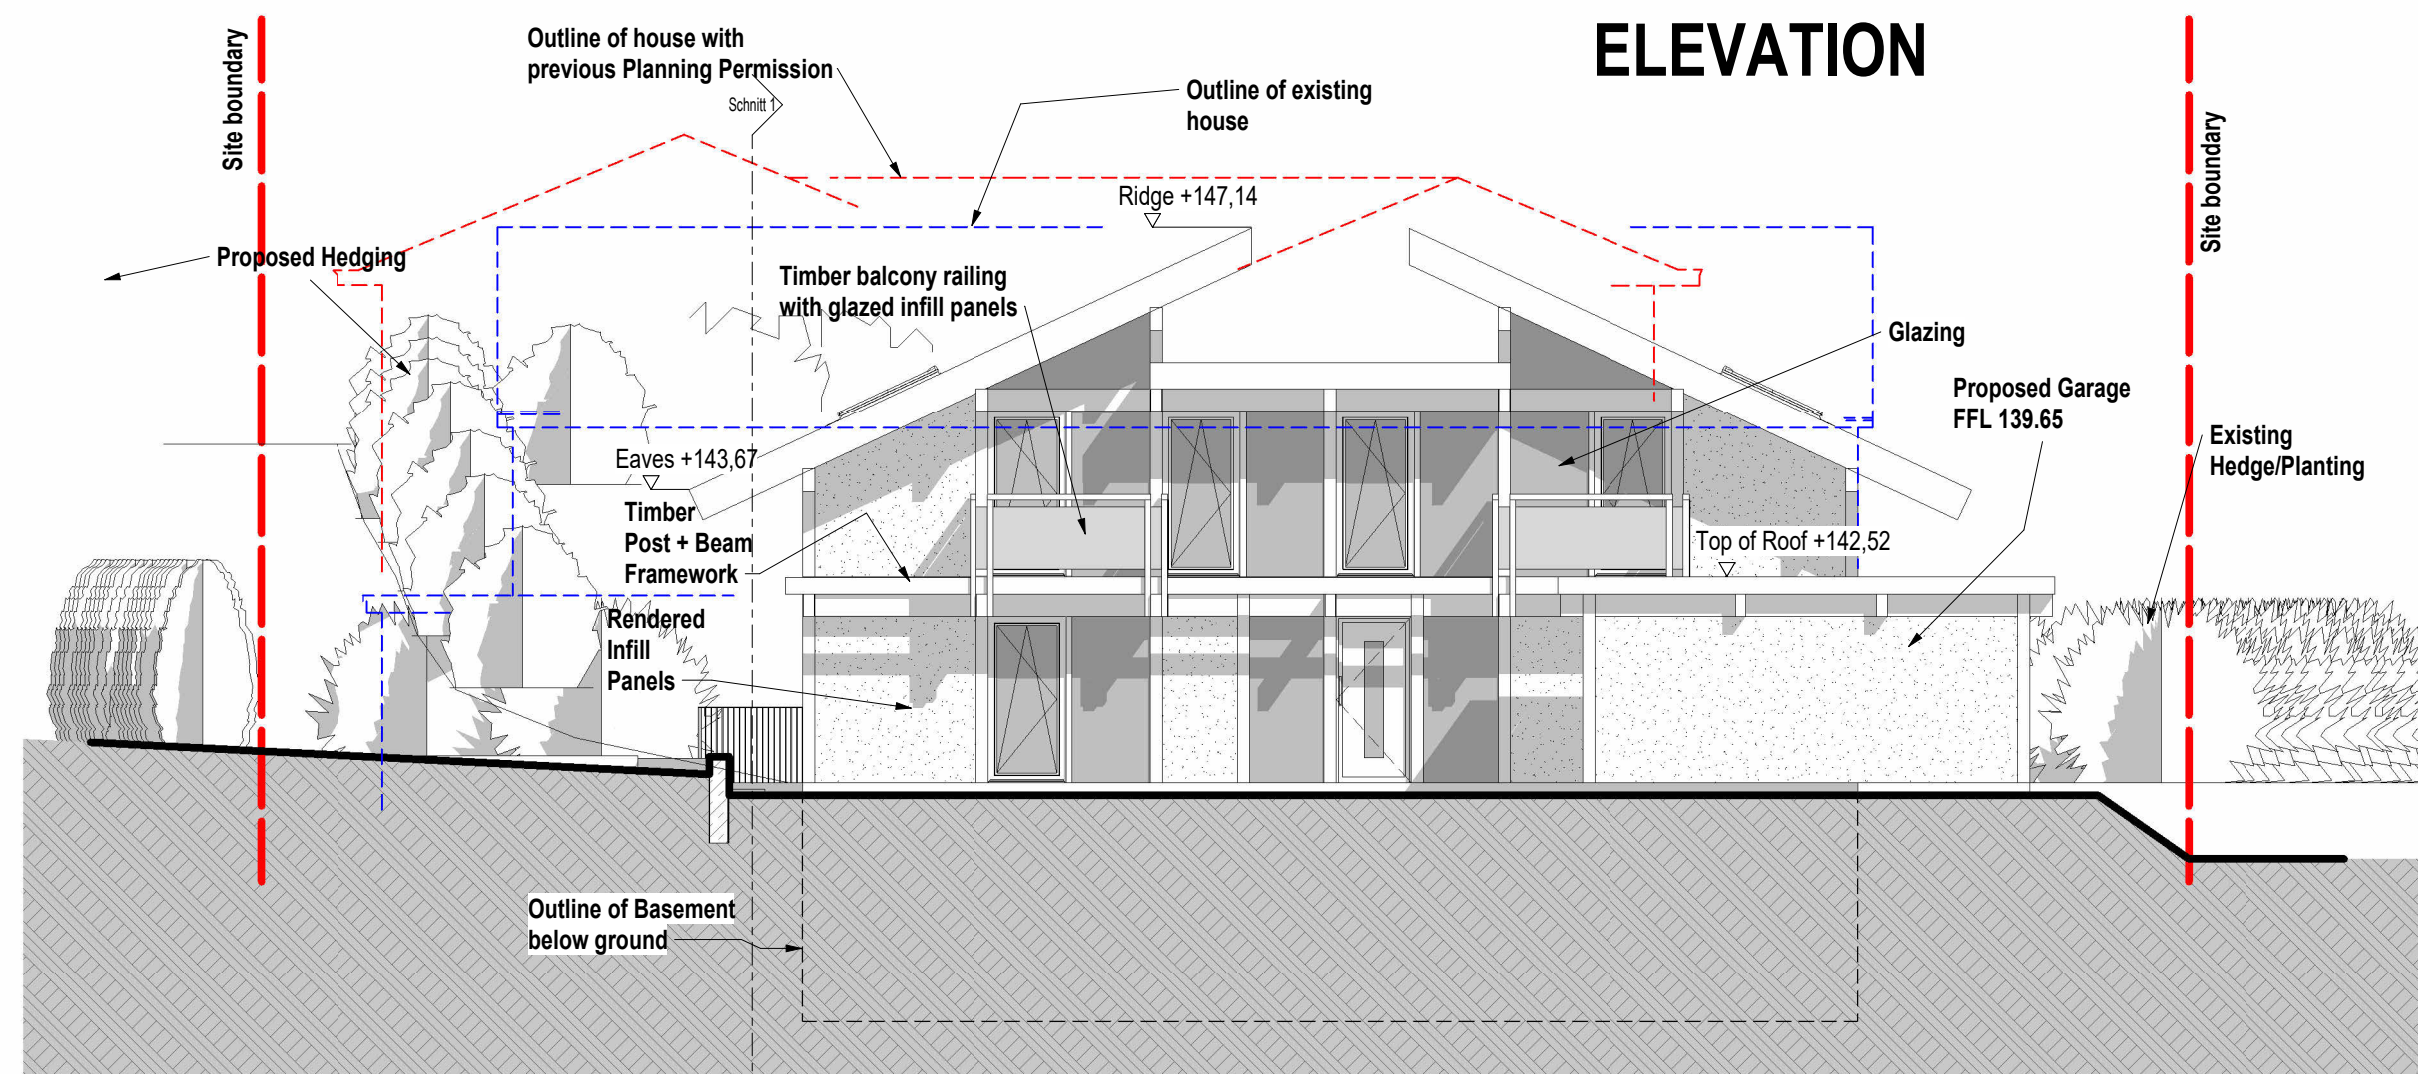 ELEVATION
Site boundary
Outline of house with
previous Planning Permission
Schnitt 1
Outline of existing
house
Site boundary
Ridge +147,14
Proposed Hedging
Timber balcony railing
with glazed infill panels
Glazing
Proposed Garage
FFL 139.65
Existing
Hedge/Planting
Eaves +143,67
Timber
Post + Beam
Framework
Top of Roof +142,52
Rendered
Infill
Panels
Outline of Basement
below ground